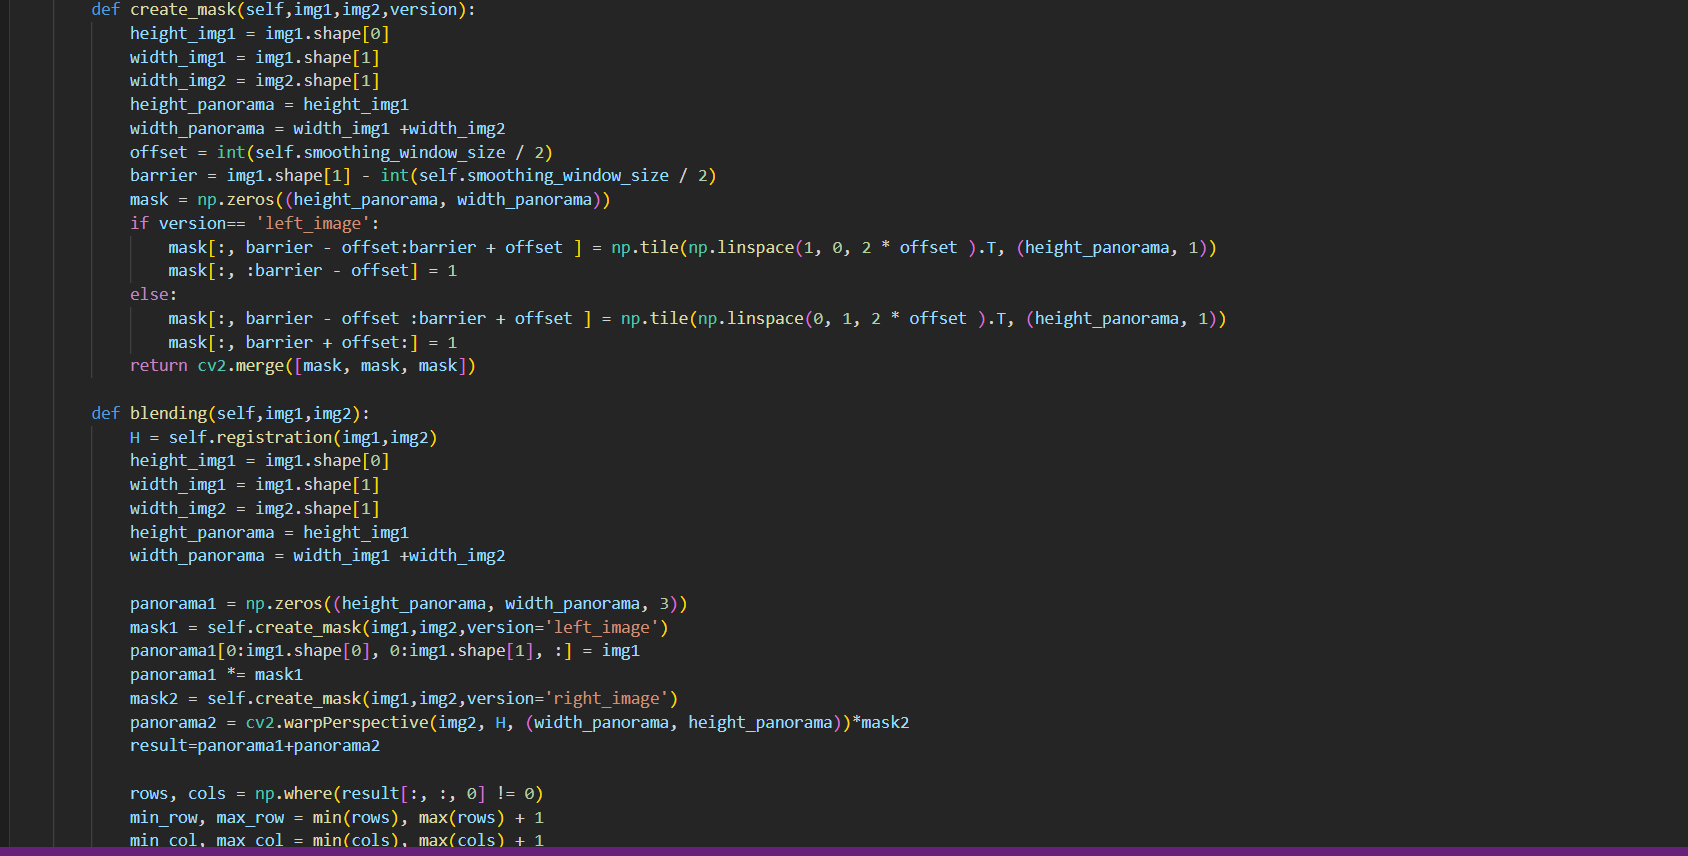 def create_mask(self,img1,img2,version):
    height_img1 = img1.shape[0]
    width_img1 = img1.shape[1]
    width_img2 = img2.shape[1]
    height_panorama = height_img1
    width_panorama = width_img1 +width_img2
    offset = int(self.smoothing_window_size / 2)
    barrier = img1.shape[1] - int(self.smoothing_window_size / 2)
    mask = np.zeros((height_panorama, width_panorama))
    if version== 'left_image':
        mask[:, barrier - offset:barrier + offset ] = np.tile(np.linspace(1, 0, 2 * offset ).T, (height_panorama, 1))
        mask[:, :barrier - offset] = 1
    else:
        mask[:, barrier - offset :barrier + offset ] = np.tile(np.linspace(0, 1, 2 * offset ).T, (height_panorama, 1))
        mask[:, barrier + offset:] = 1
    return cv2.merge([mask, mask, mask])

def blending(self,img1,img2):
    H = self.registration(img1,img2)
    height_img1 = img1.shape[0]
    width_img1 = img1.shape[1]
    width_img2 = img2.shape[1]
    height_panorama = height_img1
    width_panorama = width_img1 +width_img2

    panorama1 = np.zeros((height_panorama, width_panorama, 3))
    mask1 = self.create_mask(img1,img2,version='left_image')
    panorama1[0:img1.shape[0], 0:img1.shape[1], :] = img1
    panorama1 *= mask1
    mask2 = self.create_mask(img1,img2,version='right_image')
    panorama2 = cv2.warpPerspective(img2, H, (width_panorama, height_panorama))*mask2
    result=panorama1+panorama2

    rows, cols = np.where(result[:, :, 0] != 0)
    min_row, max_row = min(rows), max(rows) + 1
    min_col, max_col = min(cols), max(cols) + 1